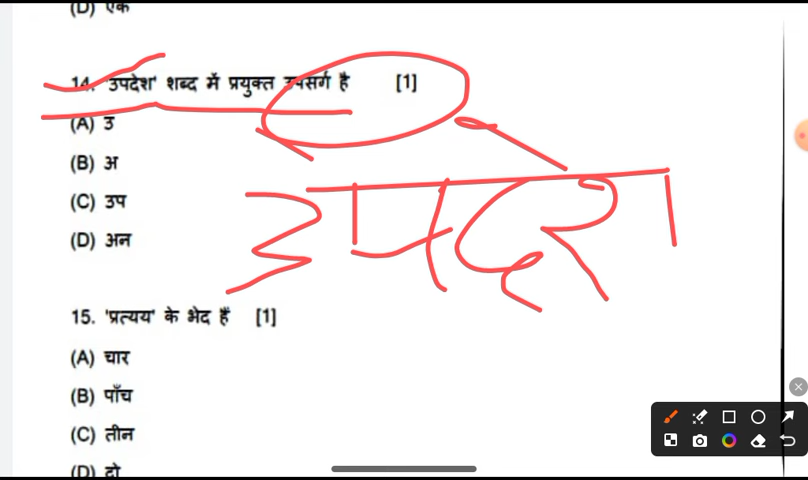 (D) एक
14. 'उपदेश' शब्द में प्रयुक्त उपसर्ग है [1]
(A) उ
(B) अ
(C) उप
(D) अन
उपदेश
15. 'प्रत्यय' के भेद हैं [1]
(A) चार
(B) पाँच
(C) तीन
(D) दो